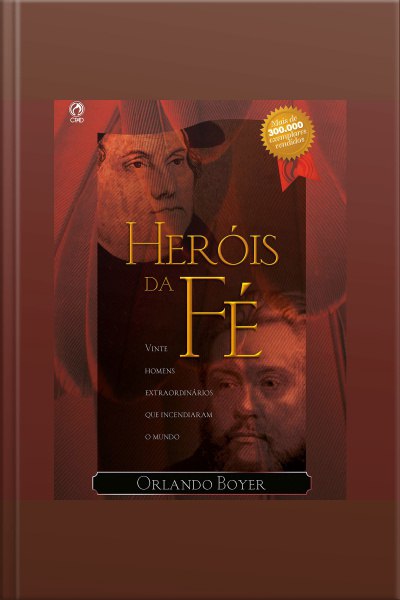 CPAD
Mais de
300.000
exemplares
vendidos
HERÓIS
DA
FÉ
VINTE
HOMENS
EXTRAORDINÁRIOS
QUE INCENDIARAM
O MUNDO
ORLANDO BOYER